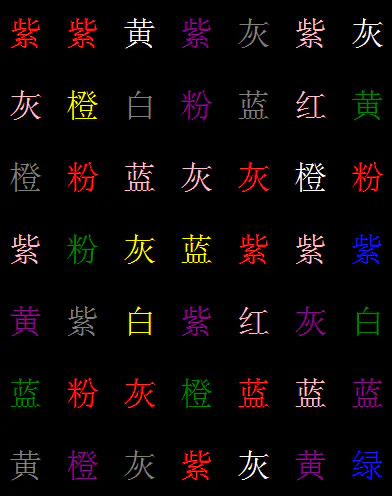 紫 紫 黄 紫 灰 紫 灰
灰 橙 白 粉 蓝 红 黄
橙 粉 蓝 灰 灰 橙 粉
紫 粉 灰 蓝 紫 紫 紫
黄 紫 白 紫 红 灰 白
蓝 粉 灰 橙 蓝 蓝 蓝
黄 橙 灰 紫 灰 黄 绿